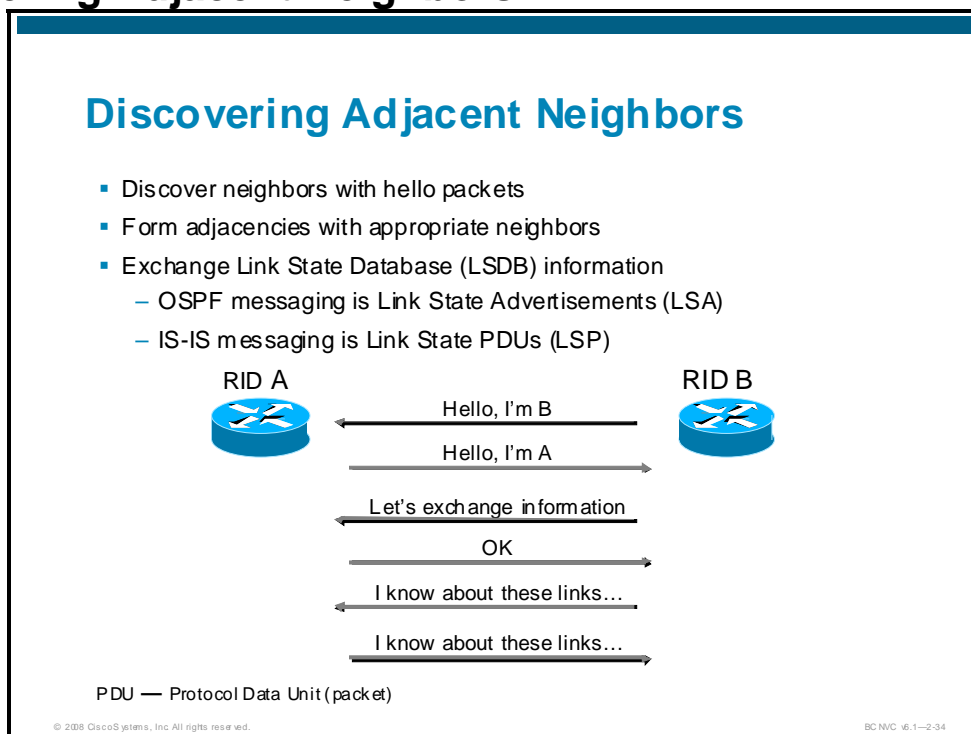 Discovering Adjacent Neighbors
Discover neighbors with hello packets
Form adjacencies with appropriate neighbors
Exchange Link State Database (LSDB) information
– OSPF messaging is Link State Advertisements (LSA)
– IS-IS messaging is Link State PDUs (LSP)
RID A
RID B
Hello, I'm B
Hello, I'm A
Let's exchange information
OK
I know about these links…
I know about these links…
PDU — Protocol Data Unit (packet)
© 2008 Cisco Systems, Inc. All rights reserved.
BCNVC v6.1—2-34